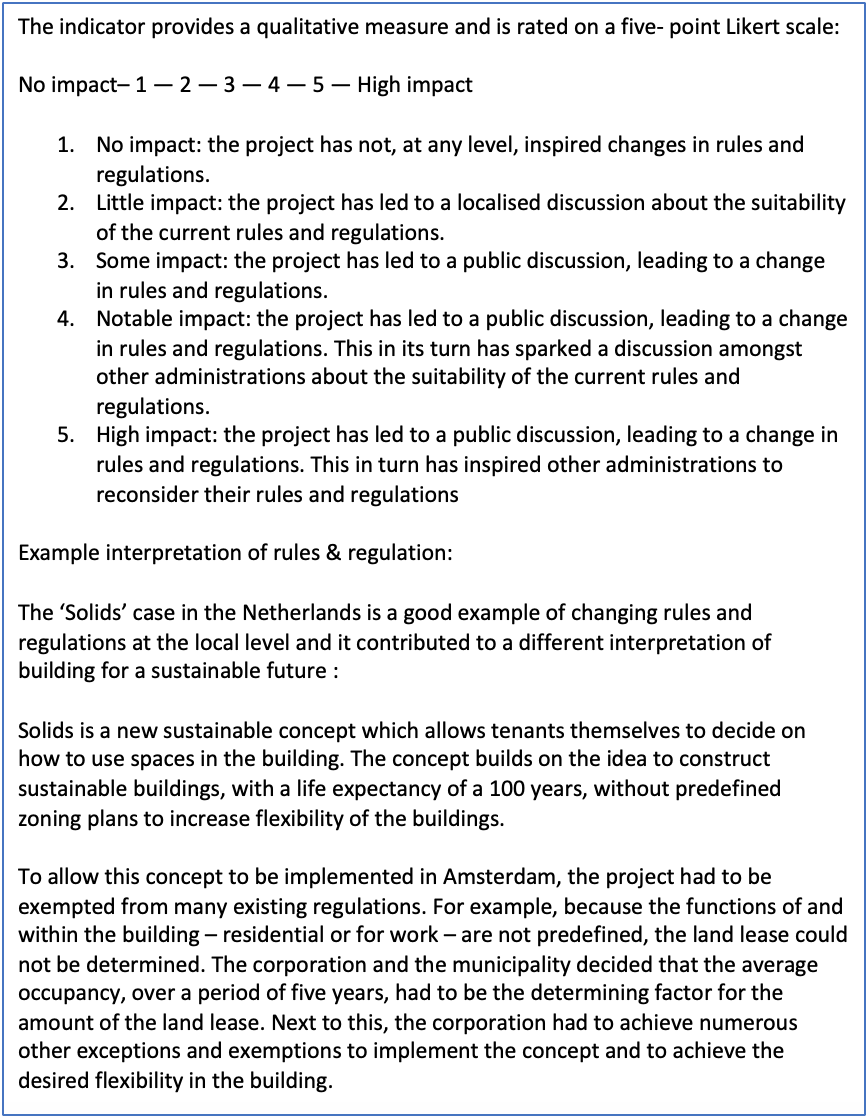 The indicator provides a qualitative measure and is rated on a five- point Likert scale:
No impact– 1 — 2 — 3 — 4 — 5 — High impact
1. No impact: the project has not, at any level, inspired changes in rules and
regulations.
2. Little impact: the project has led to a localised discussion about the suitability
of the current rules and regulations.
3. Some impact: the project has led to a public discussion, leading to a change
in rules and regulations.
4. Notable impact: the project has led to a public discussion, leading to a change
in rules and regulations. This in its turn has sparked a discussion amongst
other administrations about the suitability of the current rules and
regulations.
5. High impact: the project has led to a public discussion, leading to a change in
rules and regulations. This in turn has inspired other administrations to
reconsider their rules and regulations
Example interpretation of rules & regulation:
The ‘Solids’ case in the Netherlands is a good example of changing rules and
regulations at the local level and it contributed to a different interpretation of
building for a sustainable future :
Solids is a new sustainable concept which allows tenants themselves to decide on
how to use spaces in the building. The concept builds on the idea to construct
sustainable buildings, with a life expectancy of a 100 years, without predefined
zoning plans to increase flexibility of the buildings.
To allow this concept to be implemented in Amsterdam, the project had to be
exempted from many existing regulations. For example, because the functions of and
within the building – residential or for work – are not predefined, the land lease could
not be determined. The corporation and the municipality decided that the average
occupancy, over a period of five years, had to be the determining factor for the
amount of the land lease. Next to this, the corporation had to achieve numerous
other exceptions and exemptions to implement the concept and to achieve the
desired flexibility in the building.